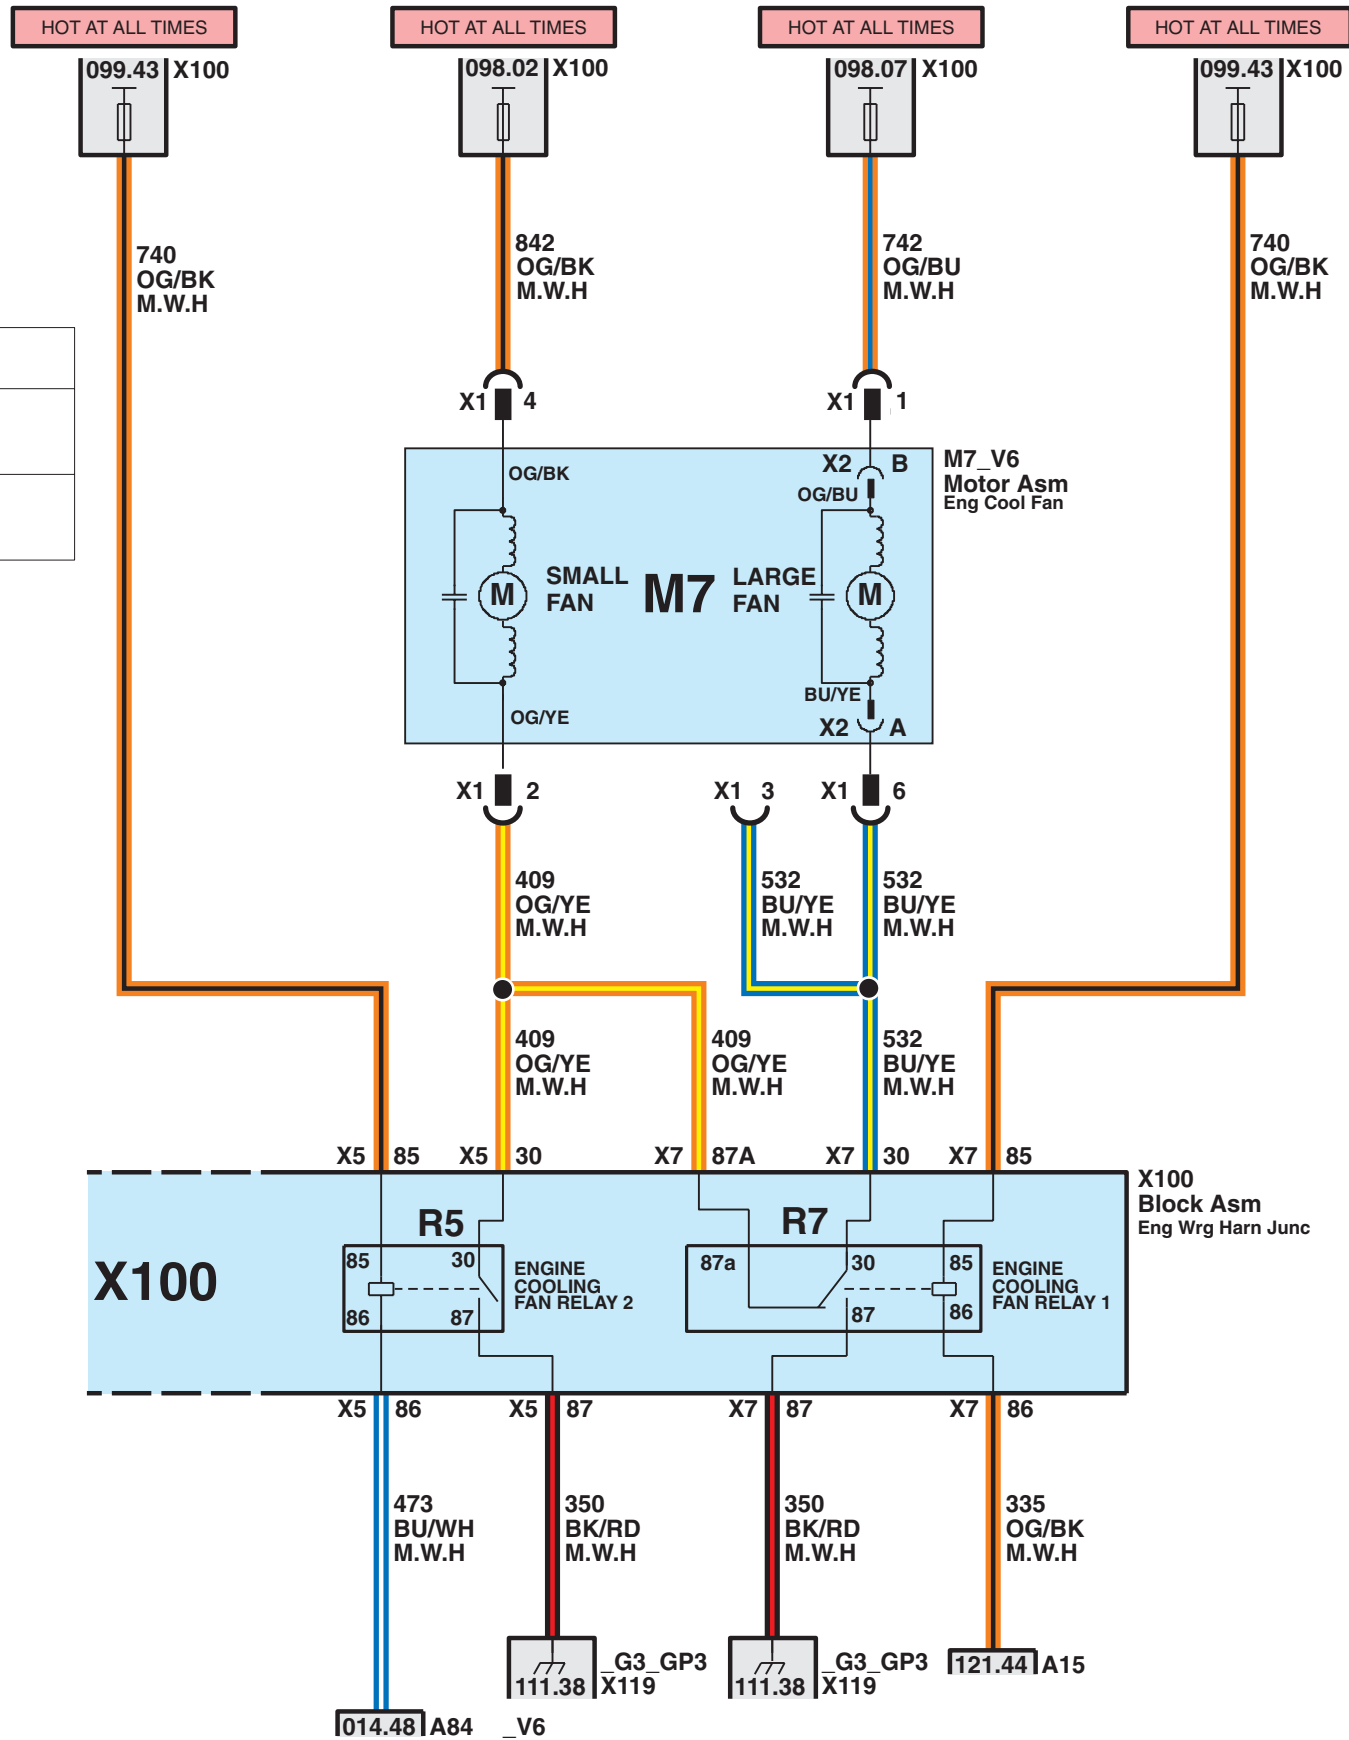 HOT AT ALL TIMES
HOT AT ALL TIMES
HOT AT ALL TIMES
HOT AT ALL TIMES
099.43 X100
098.02 X100
098.07 X100
099.43 X100
740
OG/BK
M.W.H
842
OG/BK
M.W.H
742
OG/BU
M.W.H
740
OG/BK
M.W.H
X1 4
X1 1
OG/BK
X2 B
OG/BU
M7_V6
Motor Asm
Eng Cool Fan
M
SMALL
FAN
M7
LARGE
FAN
M
OG/YE
BU/YE
X2 A
X1 2
X1 3
X1 6
409
OG/YE
M.W.H
532
BU/YE
M.W.H
532
BU/YE
M.W.H
409
OG/YE
M.W.H
409
OG/YE
M.W.H
532
BU/YE
M.W.H
X5 85
X5 30
X7 87A
X7 30
X7 85
X100
Block Asm
Eng Wrg Harn Junc
X100
R5
85
30
86
87
ENGINE
COOLING
FAN RELAY 2
R7
87a
30
85
87
86
ENGINE
COOLING
FAN RELAY 1
X5 86
X5 87
X7 87
X7 86
473
BU/WH
M.W.H
350
BK/RD
M.W.H
350
BK/RD
M.W.H
335
OG/BK
M.W.H
111.38
_G3_GP3
X119
111.38
_G3_GP3
X119
121.44 A15
014.48 A84
_V6